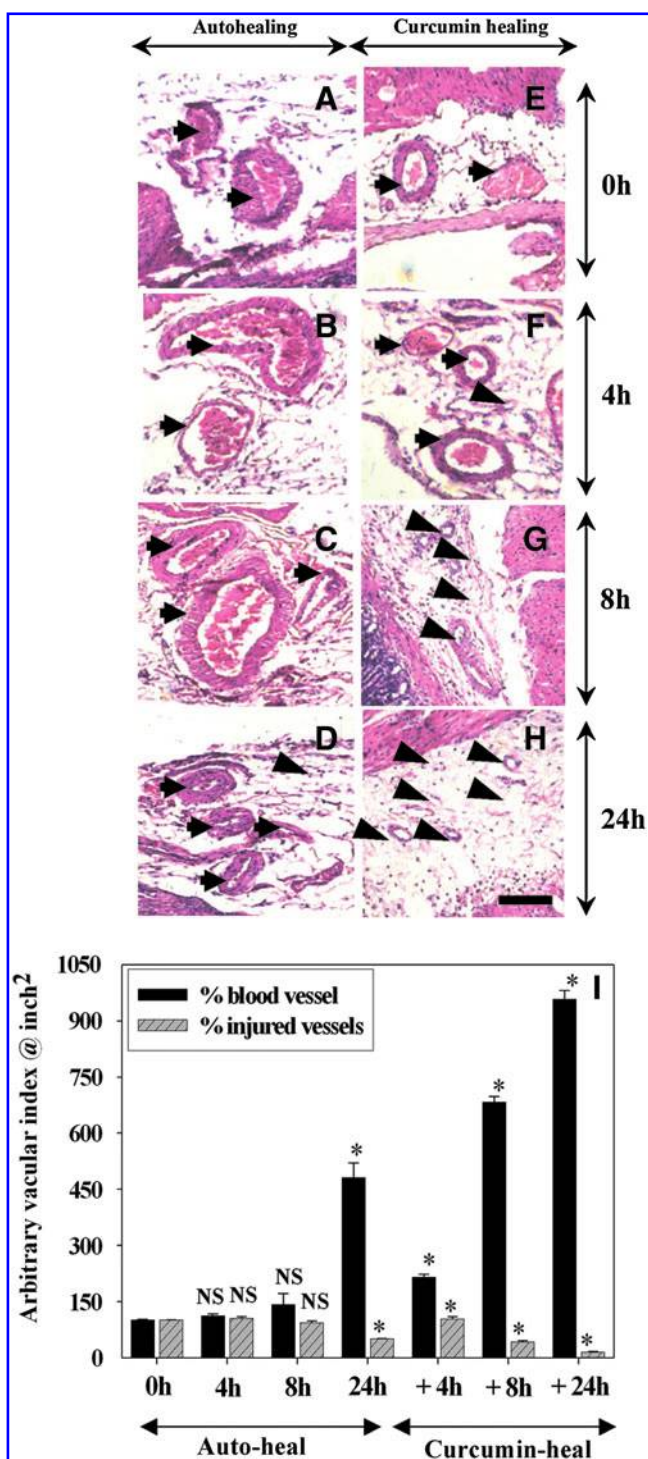 Autohealing Curcumin healing
A E 0h
B F 4h
C G 8h
D H 24h
Arbitrary vacular index @ inch²
1050
900
750
600
450
300
150
0
% blood vessel
% injured vessels
I
NS NS NS NS * * * * * * * *
0h 4h 8h 24h + 4h + 8h + 24h
Auto-heal Curcumin-heal